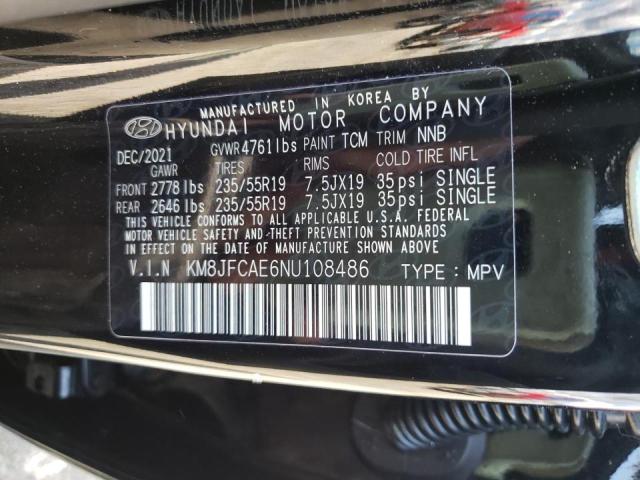 MANUFACTURED IN KOREA BY
HYUNDAI MOTOR COMPANY
DEC/2021 GVWR 4761 lbs PAINT TCM TRIM NNB
GAWR TIRES RIMS COLD TIRE INFL
FRONT 2778 lbs 235/55R19 7.5JX19 35psi SINGLE
REAR 2646 lbs 235/55R19 7.5JX19 35psi SINGLE
THIS VEHICLE CONFORMS TO ALL APPLICABLE U.S.A. FEDERAL
MOTOR VEHICLE SAFETY AND THEFT PREVENTION STANDARDS
IN EFFECT ON THE DATE OF MANUFACTURE SHOWN ABOVE.
V.I.N KM8JFCAE6NU108486 TYPE : MPV